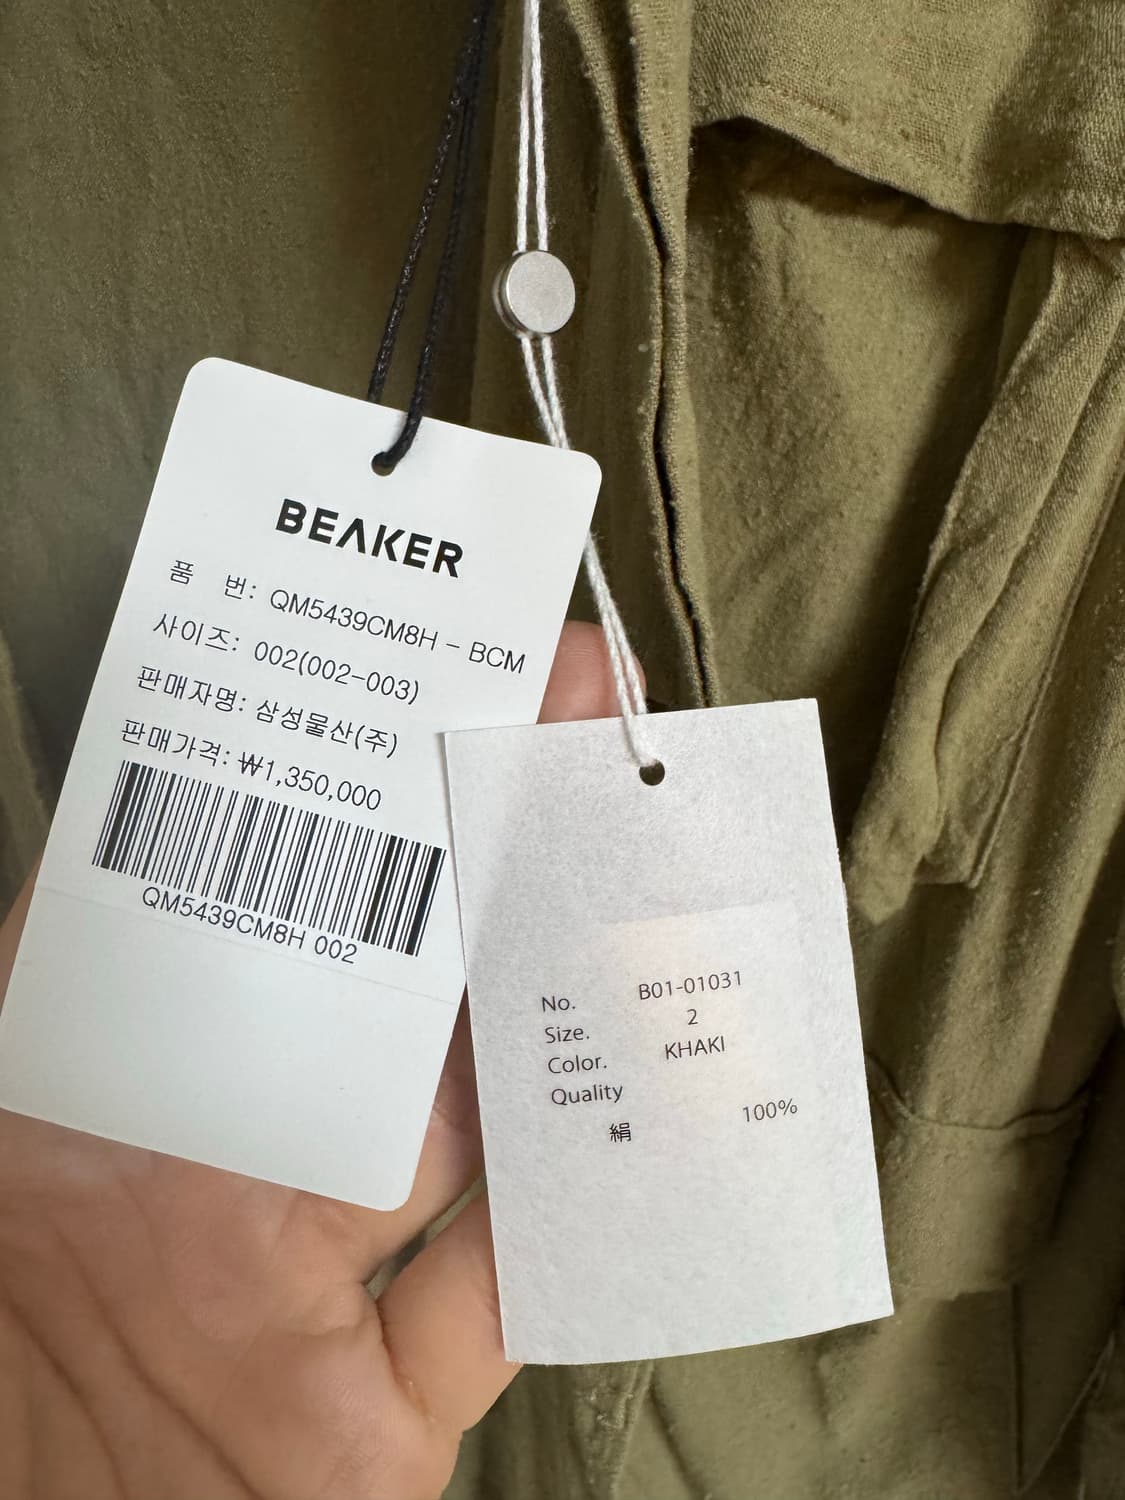 BEAKER
품 번: QM5439CM8H - BCM
사이즈: 002(002-003)
판매자명: 삼성물산(주)
판매가격: ₩1,350,000
QM5439CM8H 002
No. B01-01031
Size. 2
Color. KHAKI
Quality
絹 100%